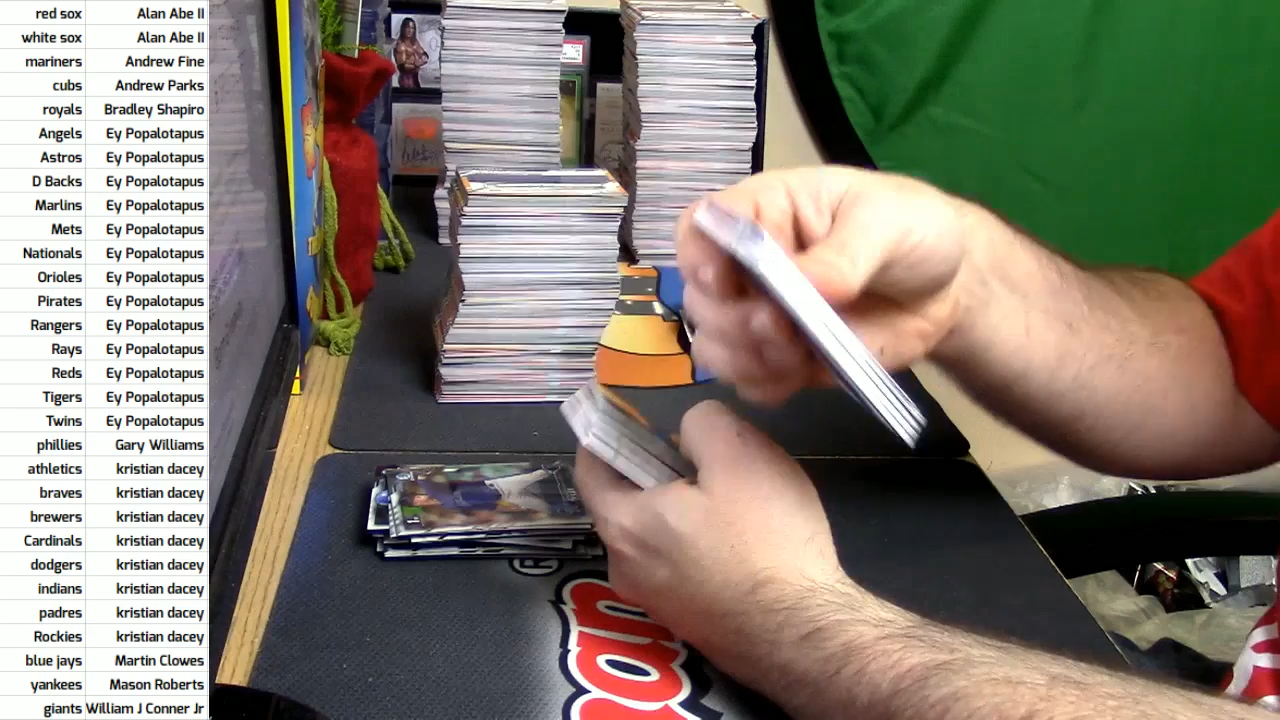 red sox Alan Abe II
white sox Alan Abe II
mariners Andrew Fine
cubs Andrew Parks
royals Bradley Shapiro
Angels Ey Popalotapus
Astros Ey Popalotapus
D Backs Ey Popalotapus
Marlins Ey Popalotapus
Mets Ey Popalotapus
Nationals Ey Popalotapus
Orioles Ey Popalotapus
Pirates Ey Popalotapus
Rangers Ey Popalotapus
Rays Ey Popalotapus
Reds Ey Popalotapus
Tigers Ey Popalotapus
Twins Ey Popalotapus
phillies Gary Williams
athletics kristian dacey
braves kristian dacey
brewers kristian dacey
Cardinals kristian dacey
dodgers kristian dacey
indians kristian dacey
padres kristian dacey
Rockies kristian dacey
blue jays Martin Clowes
yankees Mason Roberts
giants William J Conner Jr
®